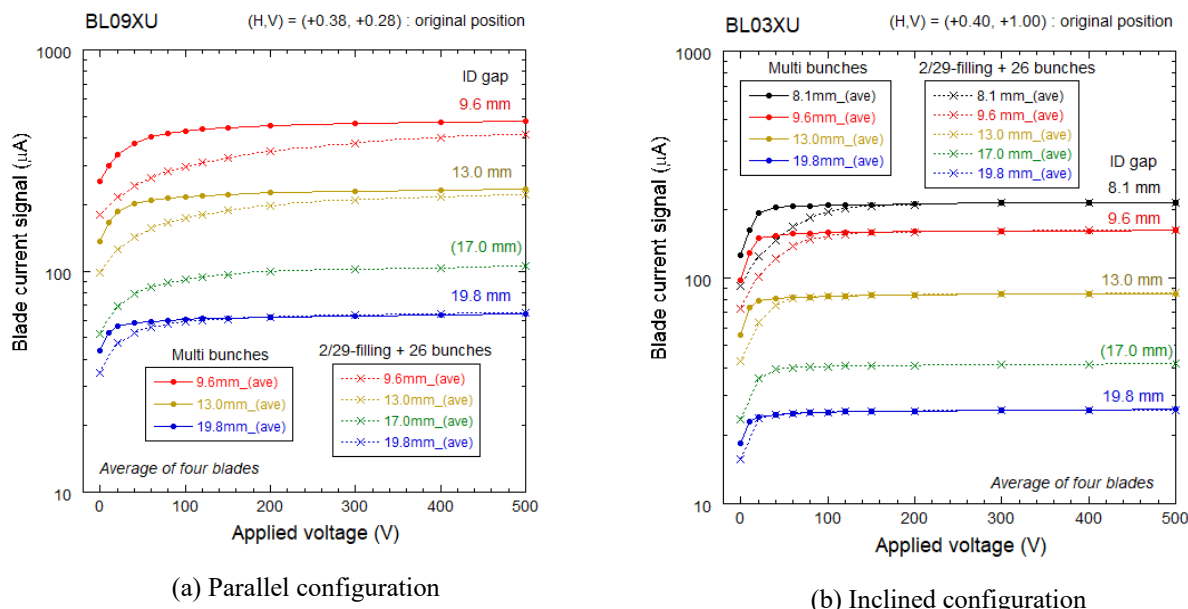 BL09XU (H,V) = (+0.38, +0.28) : original position
1000
100
10
Blade current signal (μA)
ID gap
9.6 mm
13.0 mm
(17.0 mm)
19.8 mm
Multi bunches
9.6mm_(ave)
13.0mm_(ave)
19.8mm_(ave)
2/29-filling + 26 bunches
9.6mm_(ave)
13.0mm_(ave)
17.0mm_(ave)
19.8mm_(ave)
Average of four blades
0 100 200 300 400 500
Applied voltage (V)
(a) Parallel configuration
BL03XU (H,V) = (+0.40, +1.00) : original position
1000
100
10
Blade current signal (μA)
Multi bunches
8.1mm_(ave)
9.6mm_(ave)
13.0mm_(ave)
19.8mm_(ave)
2/29-filling + 26 bunches
8.1 mm_(ave)
9.6 mm_(ave)
13.0 mm_(ave)
17.0 mm_(ave)
19.8 mm_(ave)
ID gap
8.1 mm
9.6 mm
13.0 mm
(17.0 mm)
19.8 mm
Average of four blades
0 100 200 300 400 500
Applied voltage (V)
(b) Inclined configuration